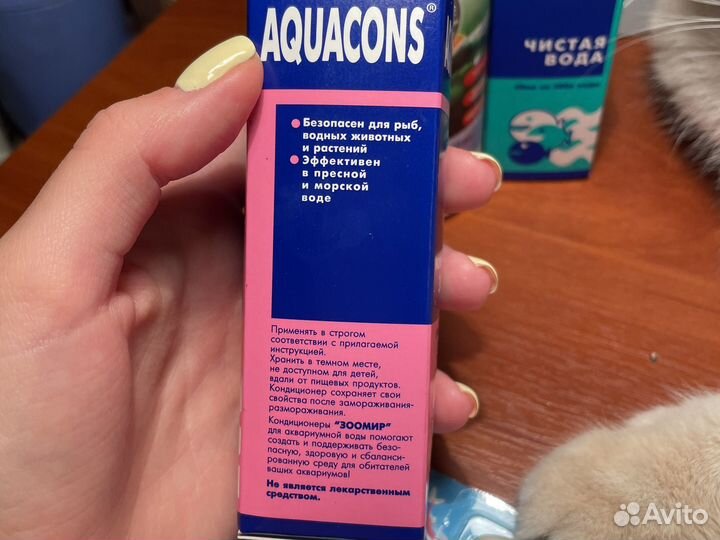 AQUACONS®
Безопасен для рыб,
водных животных
и растений
Эффективен
в пресной
и морской
воде
Применять в строгом
соответствии с прилагаемой
инструкцией.
Хранить в темном месте,
не доступном для детей,
вдали от пищевых продуктов.
Кондиционер сохраняет свои
свойства после замораживания-
размораживания.
Кондиционеры "ЗООМИР"
для аквариумной воды помогают
создать и поддерживать безо-
пасную, здоровую и сбаланси-
рованную среду для обитателей
ваших аквариумов!
Не является лекарственным
средством.
ЧИСТАЯ
ВОДА
Avito